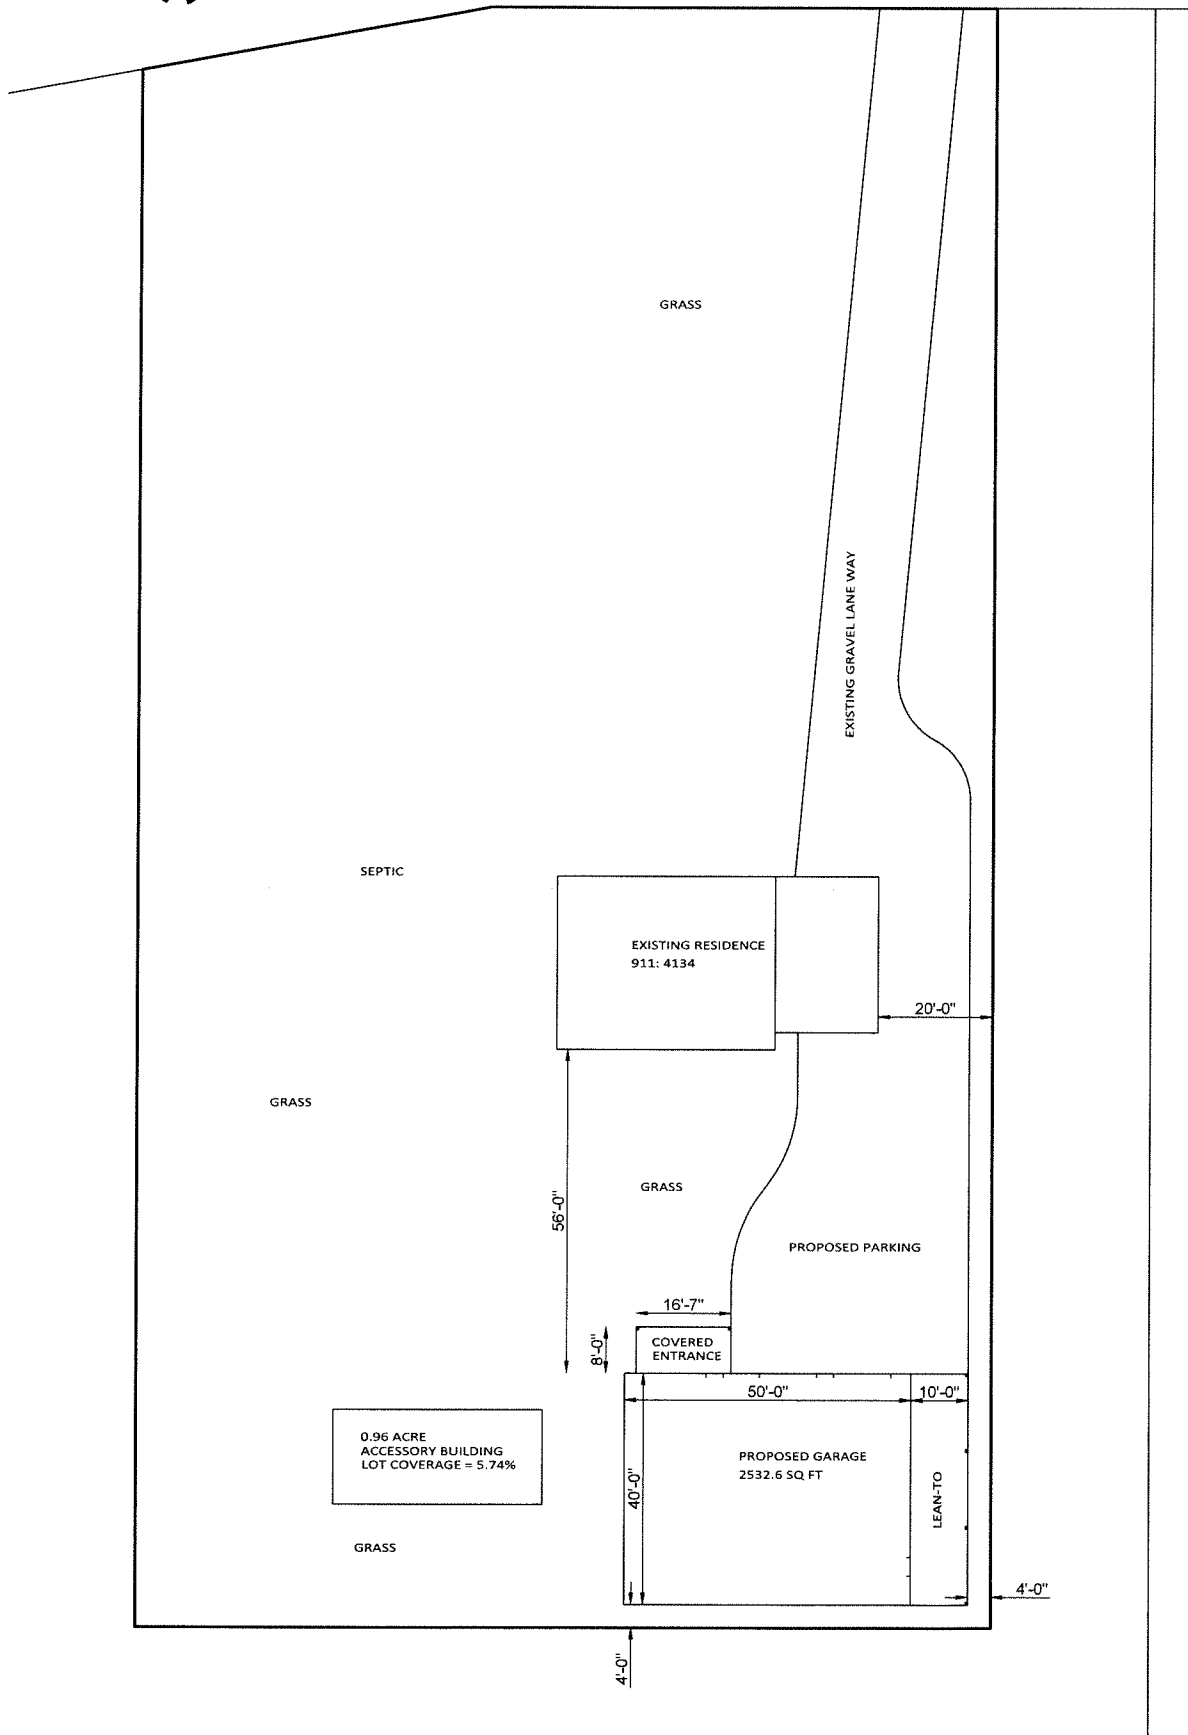 GRASS
EXISTING GRAVEL LANE WAY
SEPTIC
EXISTING RESIDENCE
911: 4134
20'-0"
GRASS
56'-0"
GRASS
PROPOSED PARKING
16'-7"
8'-0"
COVERED
ENTRANCE
50'-0"
10'-0"
0.96 ACRE
ACCESSORY BUILDING
LOT COVERAGE = 5.74%
40'-0"
PROPOSED GARAGE
2532.6 SQ FT
LEAN-TO
GRASS
4'-0"
4'-0"